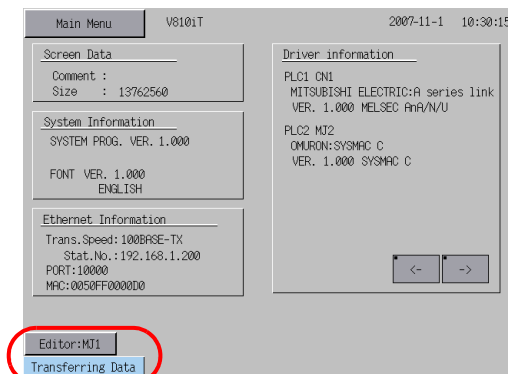 Main Menu V810iT 2007-11-1 10:30:15
Screen Data
Comment :
Size : 13762560
System Information
SYSTEM PROG. VER. 1.000
FONT VER. 1.000
ENGLISH
Ethernet Information
Trans.Speed:100BASE-TX
Stat.No.:192.168.1.200
PORT:10000
MAC:0050FF0000D0
Driver information
PLC1 CN1
MITSUBISHI ELECTRIC:A series link
VER. 1.000 MELSEC AnA/N/U
PLC2 MJ2
OMURON:SYSMAC C
VER. 1.000 SYSMAC C
<- ->
Editor:MJ1
Transferring Data